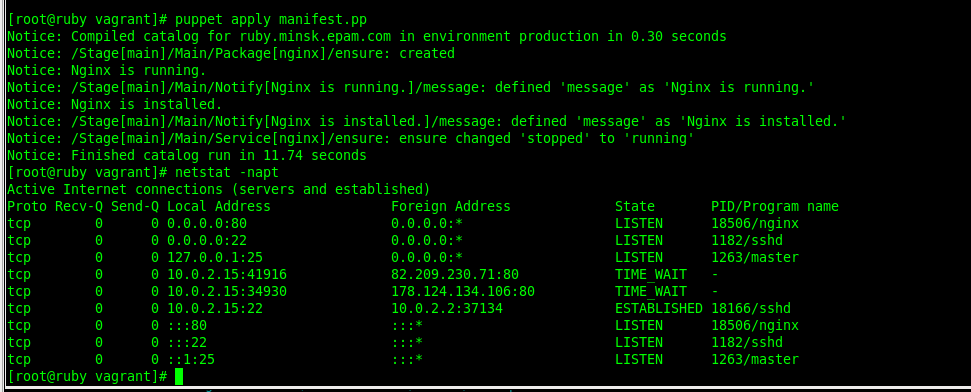 [root@ruby vagrant]# puppet apply manifest.pp
Notice: Compiled catalog for ruby.minsk.epam.com in environment production in 0.30 seconds
Notice: /Stage[main]/Main/Package[nginx]/ensure: created
Notice: Nginx is running.
Notice: /Stage[main]/Main/Notify[Nginx is running.]/message: defined 'message' as 'Nginx is running.'
Notice: Nginx is installed.
Notice: /Stage[main]/Main/Notify[Nginx is installed.]/message: defined 'message' as 'Nginx is installed.'
Notice: /Stage[main]/Main/Service[nginx]/ensure: ensure changed 'stopped' to 'running'
Notice: Finished catalog run in 11.74 seconds
[root@ruby vagrant]# netstat -napt
Active Internet connections (servers and established)
Proto Recv-Q Send-Q Local Address               Foreign Address             State       PID/Program name
tcp        0      0 0.0.0.0:80                  0.0.0.0:*                   LISTEN      18506/nginx
tcp        0      0 0.0.0.0:22                  0.0.0.0:*                   LISTEN      1182/sshd
tcp        0      0 127.0.0.1:25                0.0.0.0:*                   LISTEN      1263/master
tcp        0      0 10.0.2.15:41916             82.209.230.71:80            TIME_WAIT   -
tcp        0      0 10.0.2.15:34930             178.124.134.106:80          TIME_WAIT   -
tcp        0      0 10.0.2.15:22                10.0.2.2:37134              ESTABLISHED 18166/sshd
tcp        0      0 :::80                       :::*                        LISTEN      18506/nginx
tcp        0      0 :::22                       :::*                        LISTEN      1182/sshd
tcp        0      0 ::1:25                      :::*                        LISTEN      1263/master
[root@ruby vagrant]#